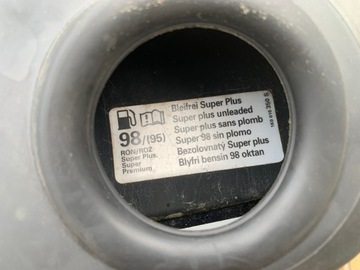 98/(95)
RON/ROZ
Super Plus
Super
Premium
Bleifrei Super Plus
Super plus unleaded
Super plus sans plomb
Super 98 sin plomo
Bezolovnatý Super plus
Blyfri bensin 98 oktan